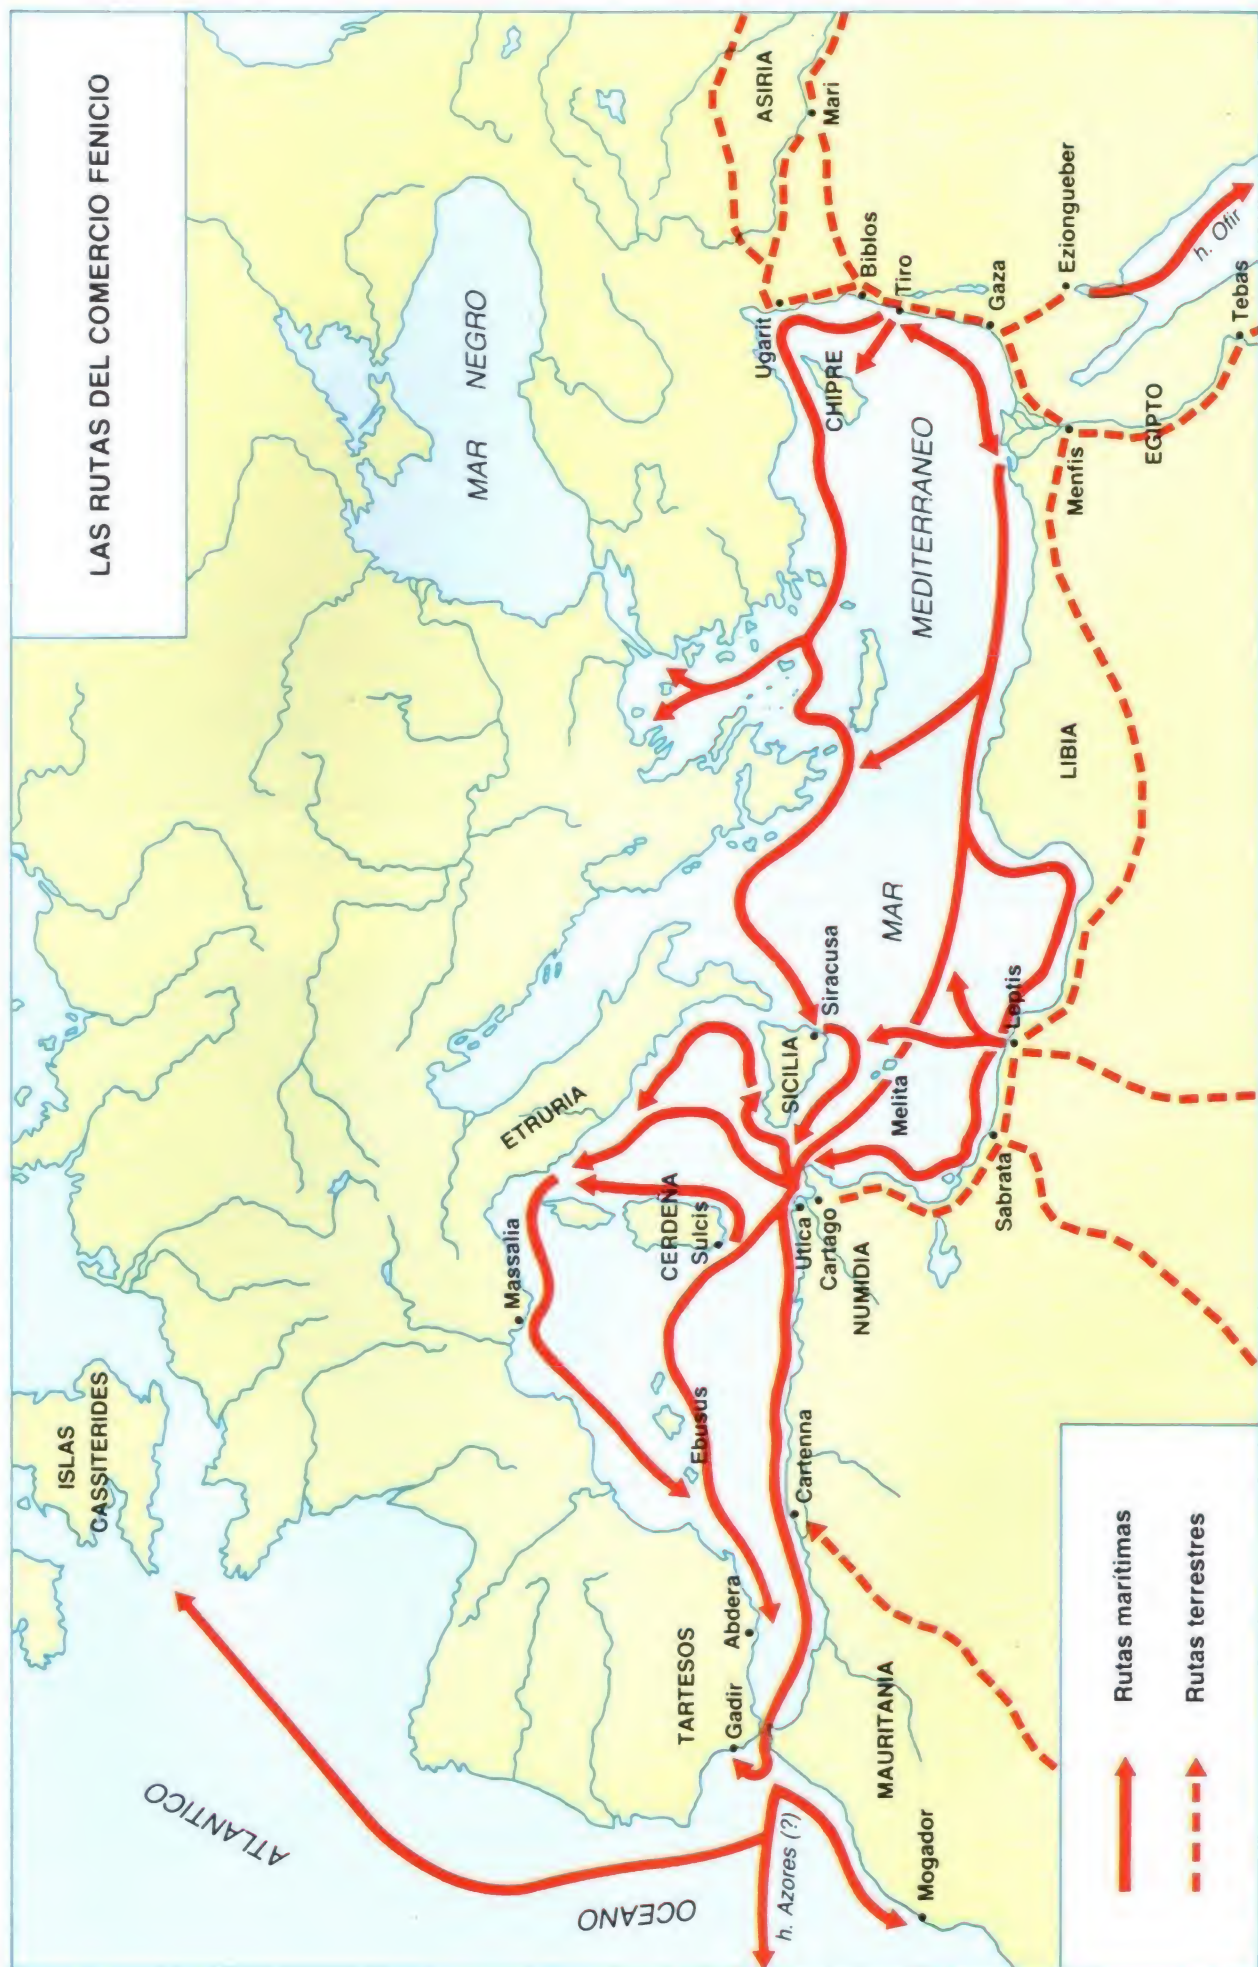 LAS RUTAS DEL COMERCIO FENICIO
ISLAS
CASSITERIDES
OCEANO
ATLANTICO
MAR NEGRO
ETRURIA
Massalia
CERDEÑA
Sulcis
TARTESOS
Gadir
Abdera
Ebusus
SICILIA
Siracusa
MAR
MEDITERRANEO
CHIPRE
Ugarit
Biblos
Tiro
ASIRIA
Mari
Gaza
Eziongueber
h. Ofir
h. Azores (?)
Mogador
MAURITANIA
Cartenna
Utica
Cartago
NUMIDIA
Melita
Sabrata
Leptis
LIBIA
Menfis
EGIPTO
Tebas
Rutas marítimas
Rutas terrestres